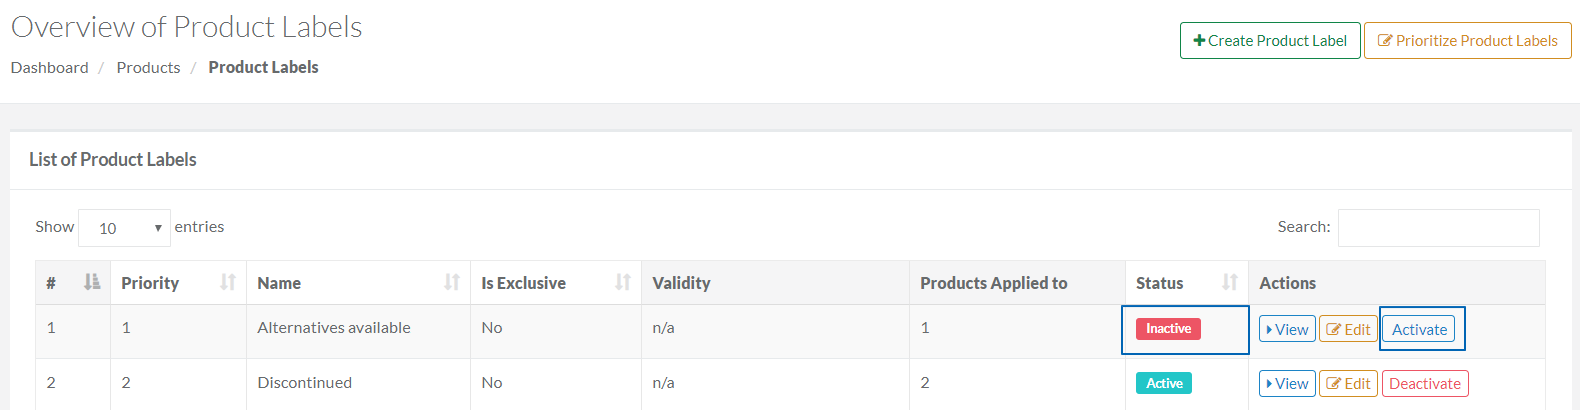 Overview of Product Labels
Create Product Label
Prioritize Product Labels
Dashboard / Products / Product Labels
List of Product Labels
Show 10 entries
Search:
# Priority Name Is Exclusive Validity Products Applied to Status Actions
1 1 Alternatives available No n/a 1 Inactive View Edit Activate
2 2 Discontinued No n/a 2 Active View Edit Deactivate